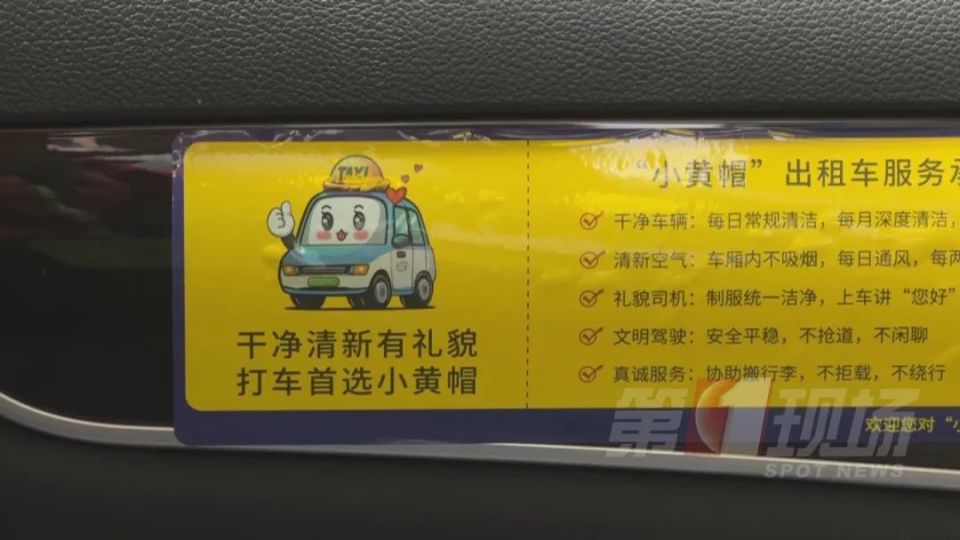 TAXI
干净清新有礼貌
打车首选小黄帽
“小黄帽”出租车服务
干净车辆：每日常规清洁，每月深度清洁，
清新空气：车厢内不吸烟，每日通风，每两
礼貌司机：制服统一洁净，上车讲“您好”
文明驾驶：安全平稳，不抢道，不闲聊
真诚服务：协助搬行李，不拒载，不绕行
欢迎您对“小
第1现场
SPOT NEWS